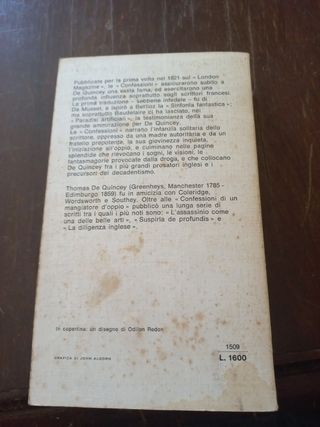 Pubblicate per la prima volta nel 1821 sul « London
Magazine », le « Confessioni » assicurarono subito a
De Quincey una vasta fama, ed esercitarono una
profonda influenza soprattutto sugli scrittori francesi.
La prima traduzione - sebbene infedele - fu di
De Musset, e ispirò a Berlioz la « Sinfonia fantastica »;
ma soprattutto Baudelaire ci ha lasciato, nei
« Paradisi artificiali », la testimonianza della sua
grande ammirazione per De Quincey.
Le « Confessioni » narrano l'infanzia solitaria dello
scrittore, oppresso da una madre autoritaria e da un
fratello prepotente, la sua giovinezza inquieta,
l'iniziazione all'oppio, e culminano nelle pagine
splendide che rievocano i sogni, le visioni, le
fantasmagorie provocate dalla droga, e che collocano
De Quincey fra i più grandi prosatori inglesi e i
precursori del decadentismo.
Thomas De Quincey (Greenheys, Manchester 1785 -
Edimburgo 1859) fu in amicizia con Coleridge,
Wordsworth e Southey. Oltre alle « Confessioni di un
mangiatore d'oppio » pubblicò una lunga serie di
scritti tra i quali i più noti sono: « L'assassinio come
una delle belle arti », « Suspiria de profundis » e
« La diligenza inglese ».
In copertina: un disegno di Odilon Redon
GRAFICA DI JOHN ALCORN
1509
L. 1600